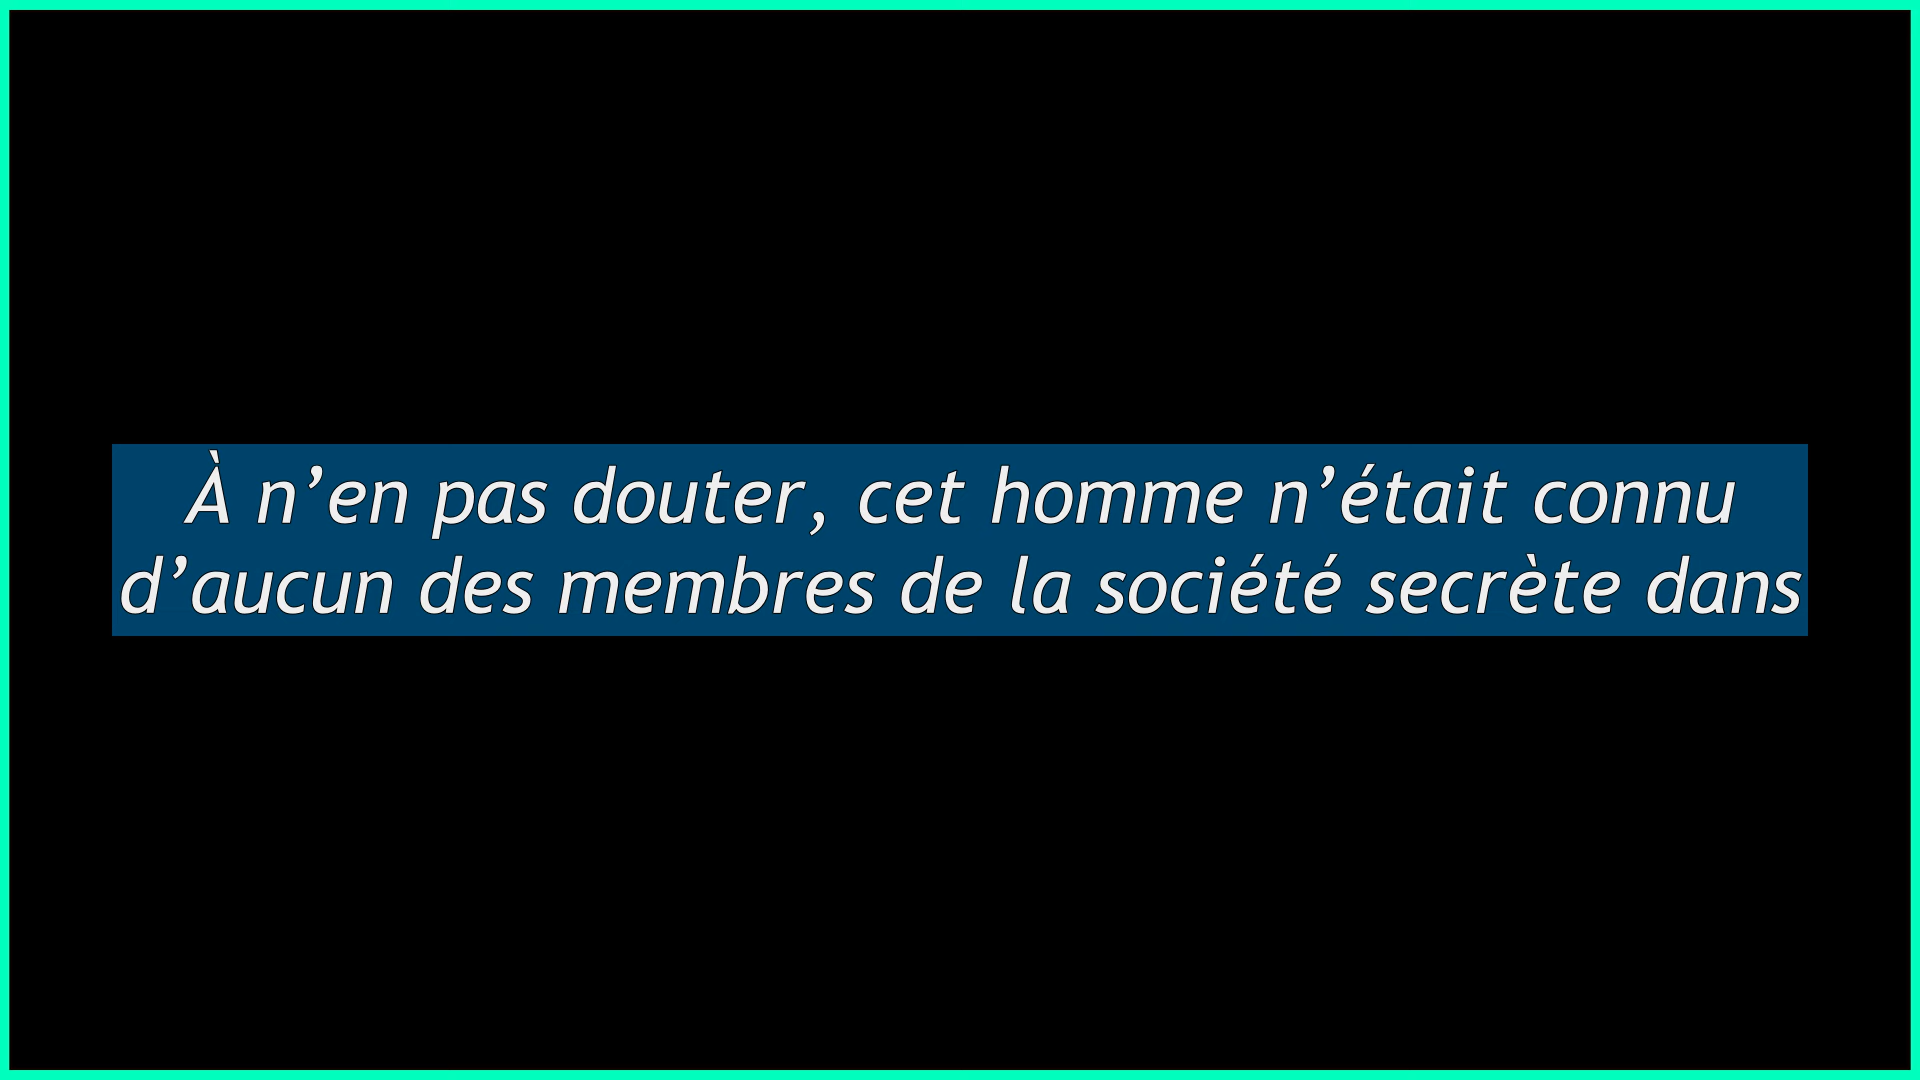 À n’en pas douter, cet homme n’était connu
d’aucun des membres de la société secrète dans